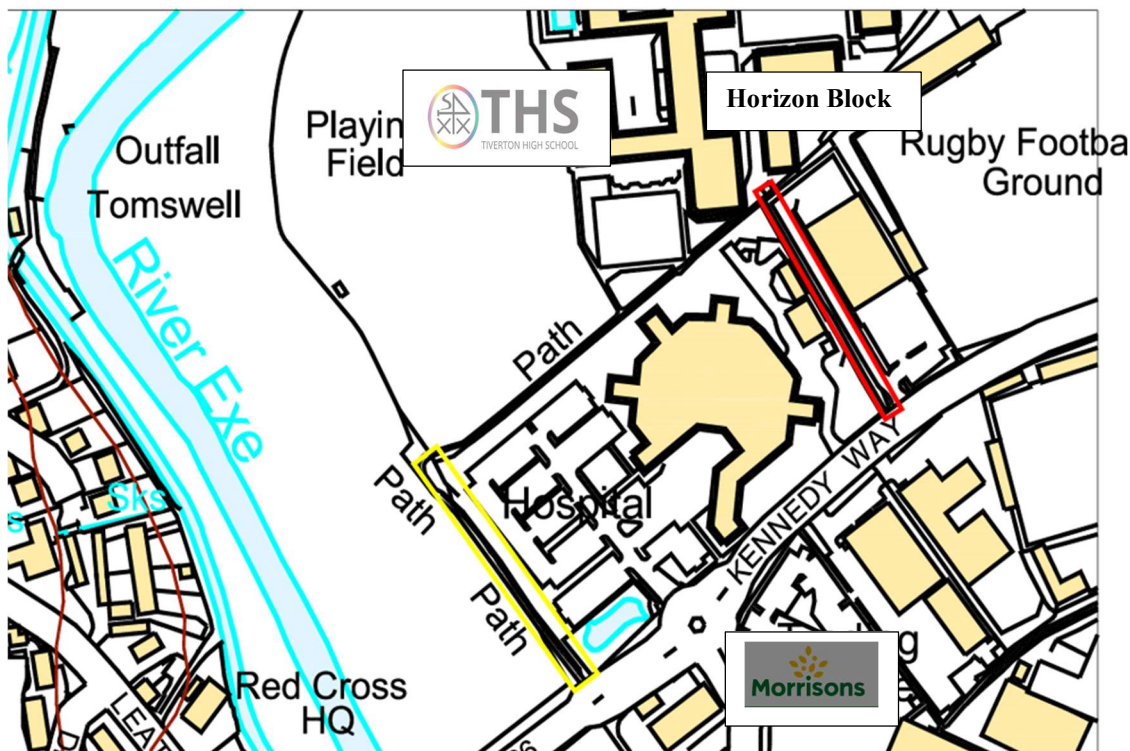 THS
TIVERTON HIGH SCHOOL
Horizon Block
Playin
Field
Rugby Footba
Ground
Outfall
Tomswell
River Exe
Path
Path
Path
Sks
Hospital
KENNEDY WAY
Red Cross
HQ
LEAT
Morrisons